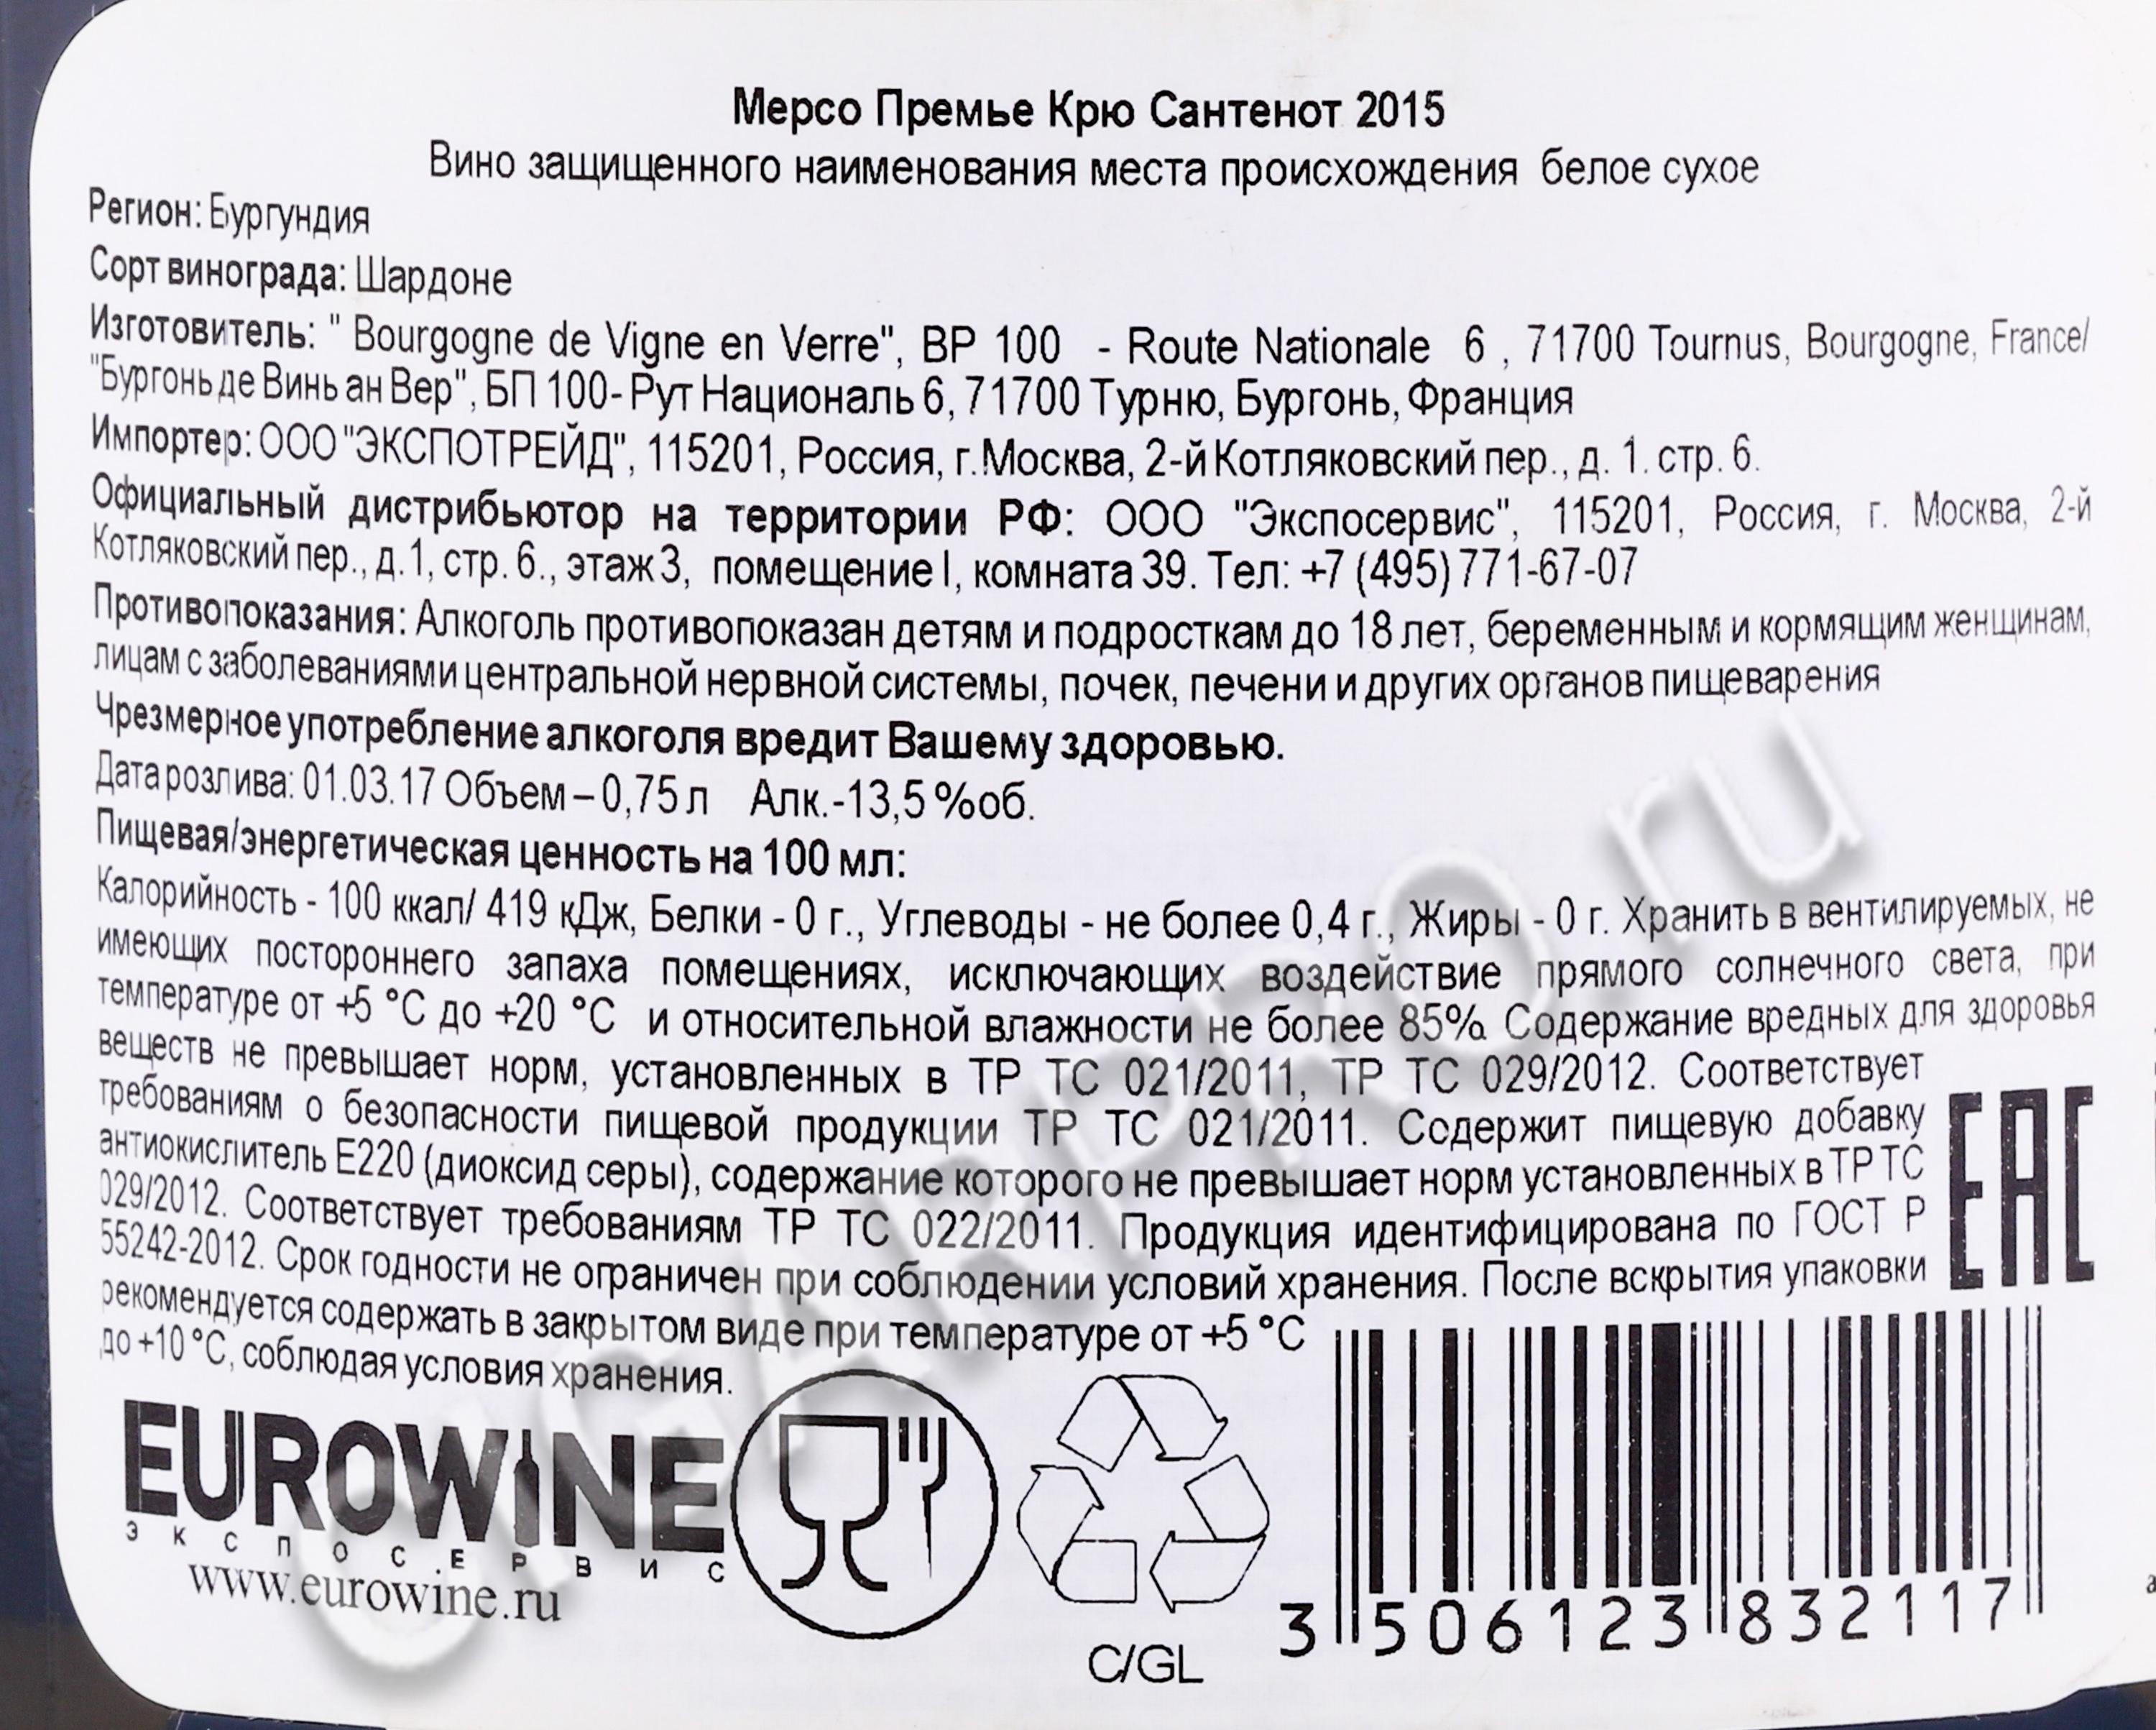 Мерсо Премье Крю Сантенот 2015
Вино защищенного наименования места происхождения белое сухое
Регион: Бургундия
Сорт винограда: Шардоне
Изготовитель: " Bourgogne de Vigne en Verre", BP 100 - Route Nationale 6 , 71700 Tournus, Bourgogne, France/
"Бургонь де Винь ан Вер", БП 100- Рут Националь 6, 71700 Турню, Бургонь, Франция
Импортер: ООО "ЭКСПОТРЕЙД", 115201, Россия, г.Москва, 2-й Котляковский пер., д. 1. стр. 6.
Официальный дистрибьютор на территории РФ: ООО "Экспосервис", 115201, Россия, г. Москва, 2-й
Котляковский пер., д.1, стр. 6., этаж 3, помещение I, комната 39. Тел: +7 (495) 771-67-07
Противопоказания: Алкоголь противопоказан детям и подросткам до 18 лет, беременным и кормящим женщинам,
лицам с заболеваниями центральной нервной системы, почек, печени и других органов пищеварения
Чрезмерное употребление алкоголя вредит Вашему здоровью.
Дата розлива: 01.03.17 Объем – 0,75 л Алк.-13,5 %об.
Пищевая/энергетическая ценность на 100 мл:
Калорийность - 100 ккал/ 419 кДж, Белки - 0 г., Углеводы - не более 0,4 г., Жиры - 0 г. Хранить в вентилируемых, не
имеющих постороннего запаха помещениях, исключающих воздействие прямого солнечного света, при
температуре от +5 °С до +20 °С и относительной влажности не более 85% Содержание вредных для здоровья
веществ не превышает норм, установленных в ТР ТС 021/2011, ТР ТС 029/2012. Соответствует
требованиям о безопасности пищевой продукции ТР ТС 021/2011. Содержит пищевую добавку
антиокислитель Е220 (диоксид серы), содержание которого не превышает норм установленных в ТР ТС
029/2012. Соответствует требованиям ТР ТС 022/2011. Продукция идентифицирована по ГОСТ Р
55242-2012. Срок годности не ограничен при соблюдении условий хранения. После вскрытия упаковки
рекомендуется содержать в закрытом виде при температуре от +5 °С
до +10 °С, соблюдая условия хранения.
EAC
EUROWINE
ЭКСПОСЕРВИС
www.eurowine.ru
C/GL
3 506123 832117
CIGARPRO.ru